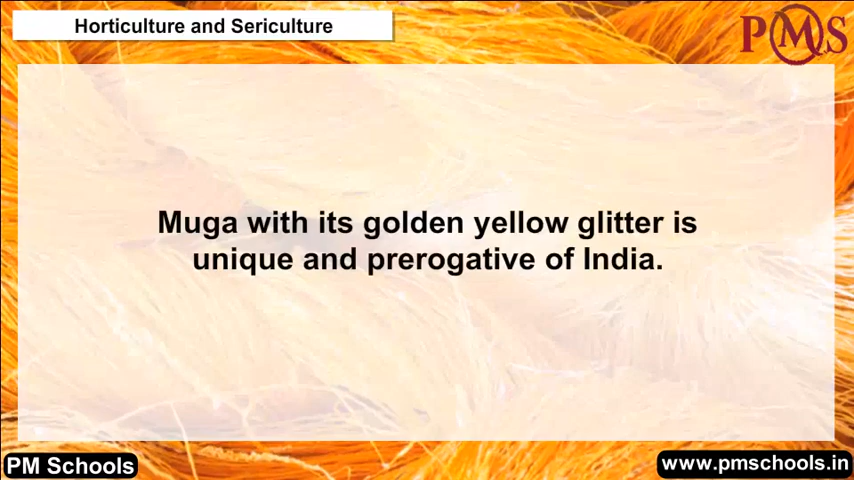 Horticulture and Sericulture
PMS
Muga with its golden yellow glitter is
unique and prerogative of India.
PM Schools
www.pmschools.in